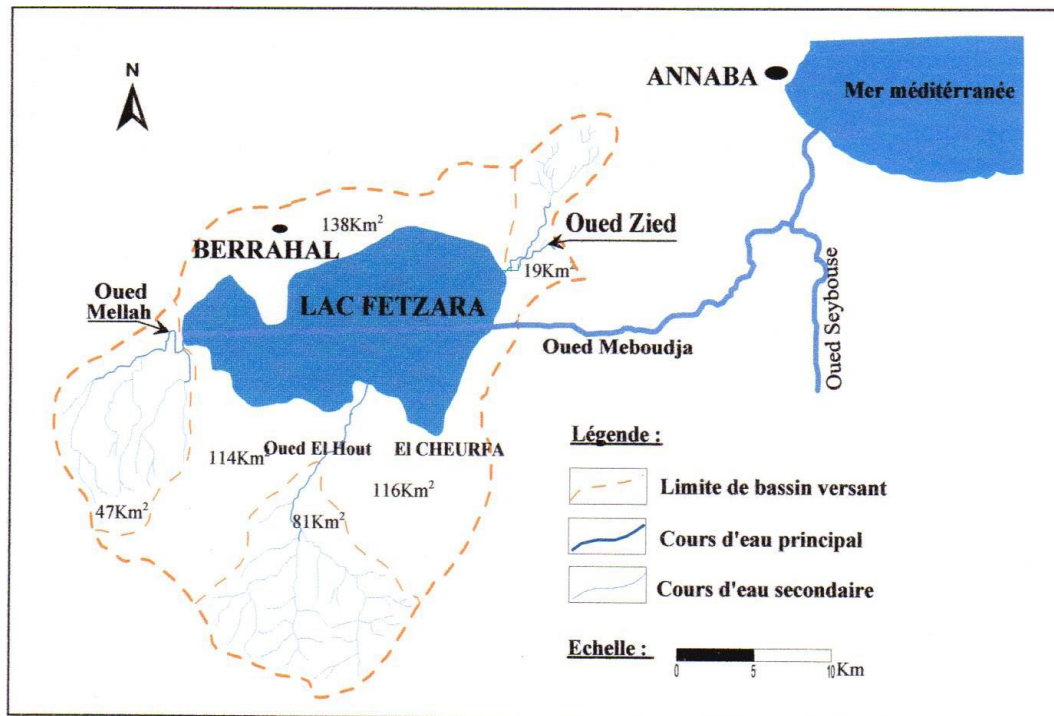 N
ANNABA
Mer méditérranée
138Km²
Oued Zied
BERRAHAL
19Km²
Oued
Mellah
LAC FETZARA
Oued Meboudja
Oued Seybouse
Oued El Hout
El CHEURFA
114Km²
116Km²
47Km²
81Km²
Légende :
Limite de bassin versant
Cours d'eau principal
Cours d'eau secondaire
Echelle :
0 5 10 Km